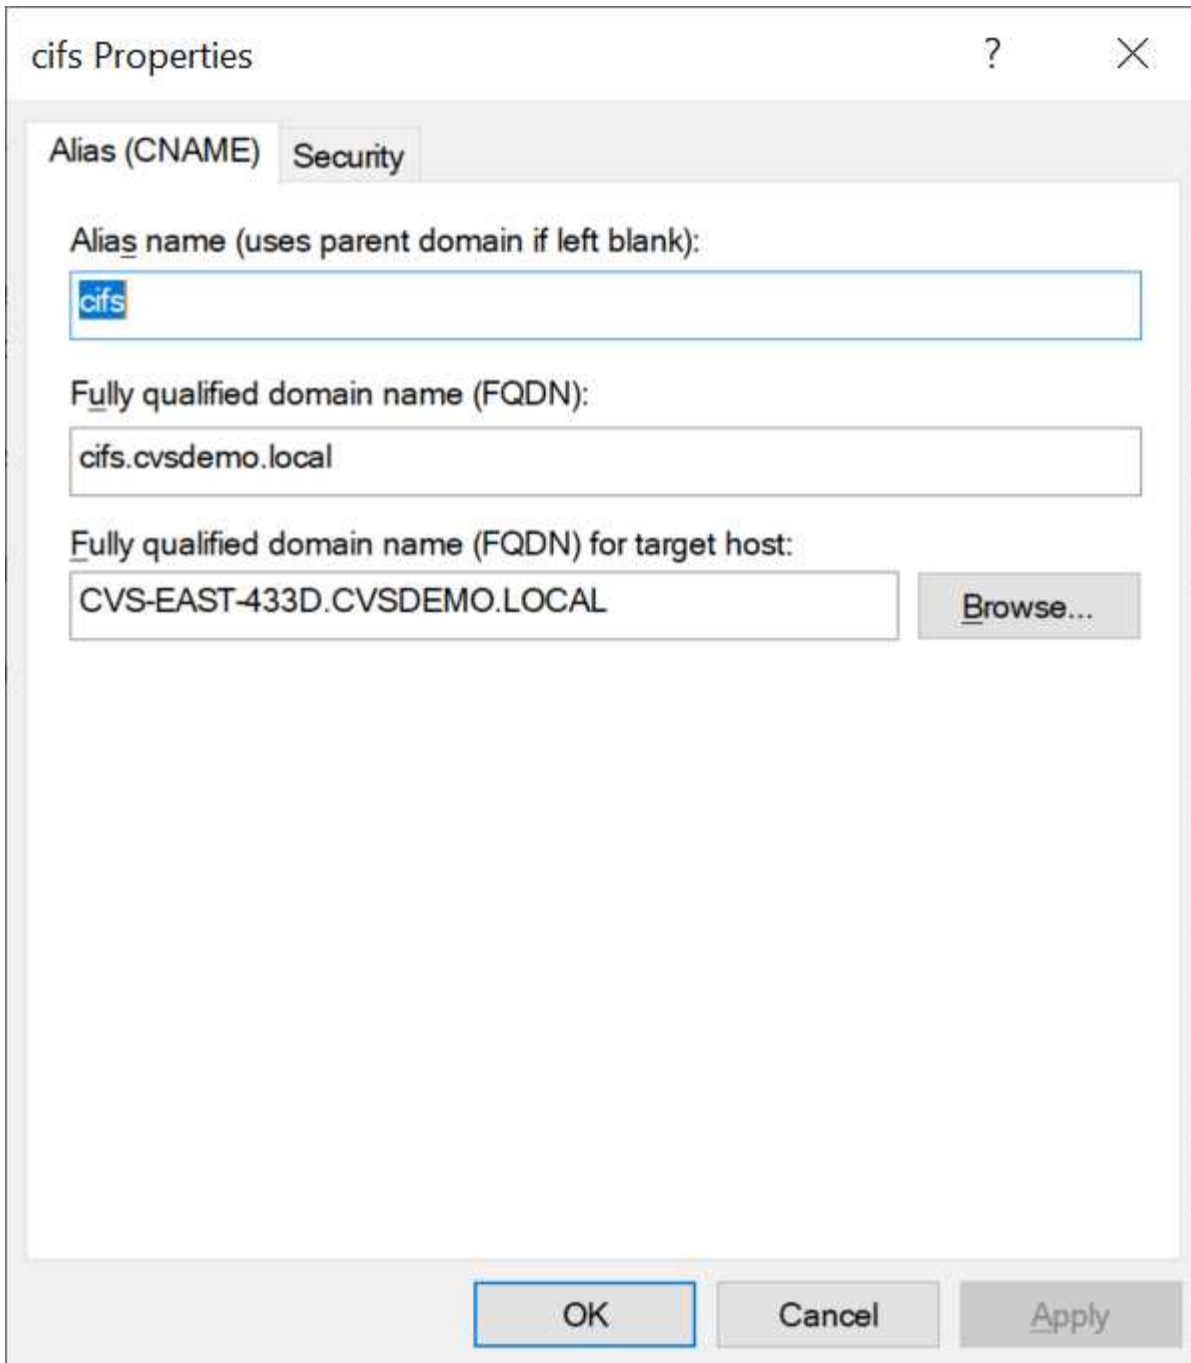 cifs Properties
Alias (CNAME)
Security
Alias name (uses parent domain if left blank):
cifs
Fully qualified domain name (FQDN):
cifs.cvsdemo.local
Fully qualified domain name (FQDN) for target host:
CVS-EAST-433D.CVSDEMO.LOCAL
Browse...
OK
Cancel
Apply